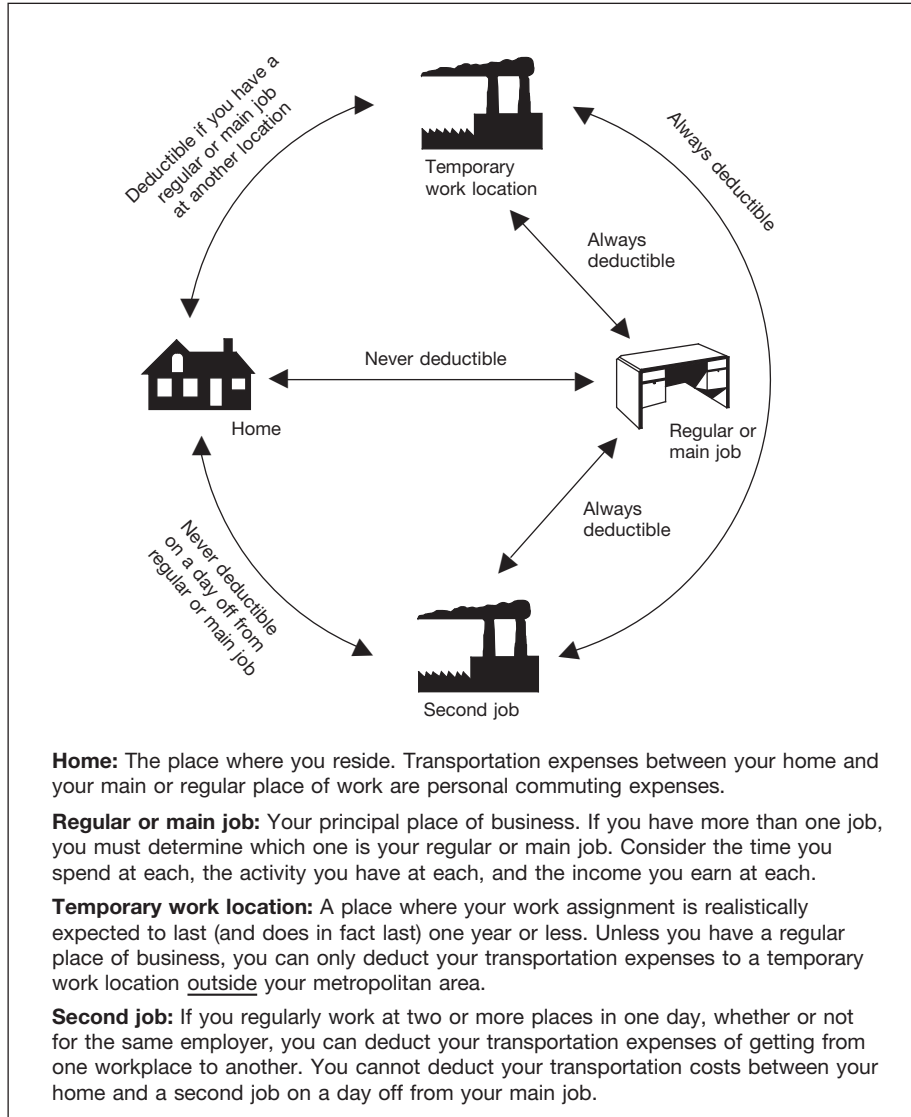 Deductible if you have a
regular or main job
at another location
Temporary
work location
Always deductible
Always
deductible
Never deductible
Home
Regular or
main job
Always
deductible
Never deductible
on a day off from
regular or main job
Second job
Home: The place where you reside. Transportation expenses between your home and
your main or regular place of work are personal commuting expenses.
Regular or main job: Your principal place of business. If you have more than one job,
you must determine which one is your regular or main job. Consider the time you
spend at each, the activity you have at each, and the income you earn at each.
Temporary work location: A place where your work assignment is realistically
expected to last (and does in fact last) one year or less. Unless you have a regular
place of business, you can only deduct your transportation expenses to a temporary
work location outside your metropolitan area.
Second job: If you regularly work at two or more places in one day, whether or not
for the same employer, you can deduct your transportation expenses of getting from
one workplace to another. You cannot deduct your transportation costs between your
home and a second job on a day off from your main job.